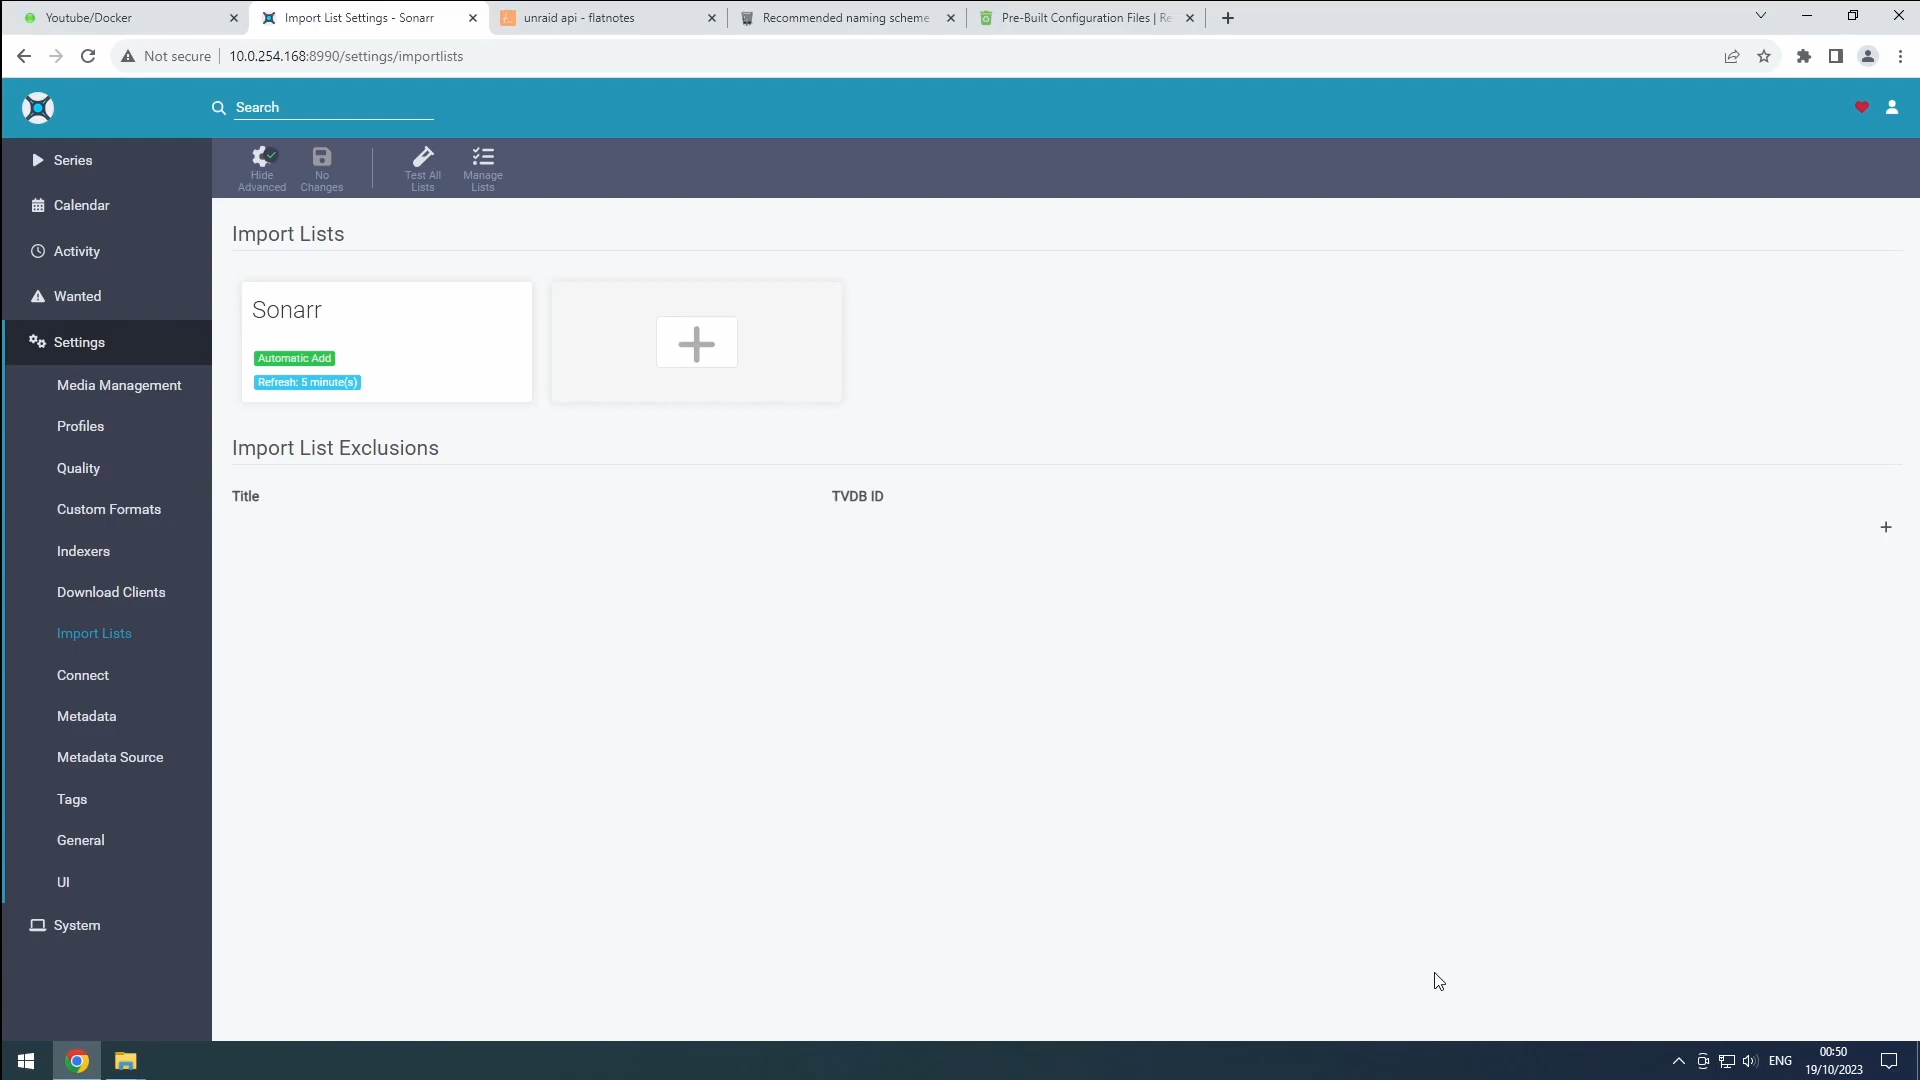 Youtube/Docker
Import List Settings - Sonarr
unraid api - flatnotes
Recommended naming scheme
Pre-Built Configuration Files | Re
Not secure
10.0.254.168:8990/settings/importlists
Search
Series
Calendar
Activity
Wanted
Settings
Media Management
Profiles
Quality
Custom Formats
Indexers
Download Clients
Import Lists
Connect
Metadata
Metadata Source
Tags
General
UI
System
Hide
Advanced
No
Changes
Test All
Lists
Manage
Lists
Import Lists
Sonarr
Automatic Add
Refresh: 5 minute(s)
Import List Exclusions
Title
TVDB ID
ENG
00:50
19/10/2023